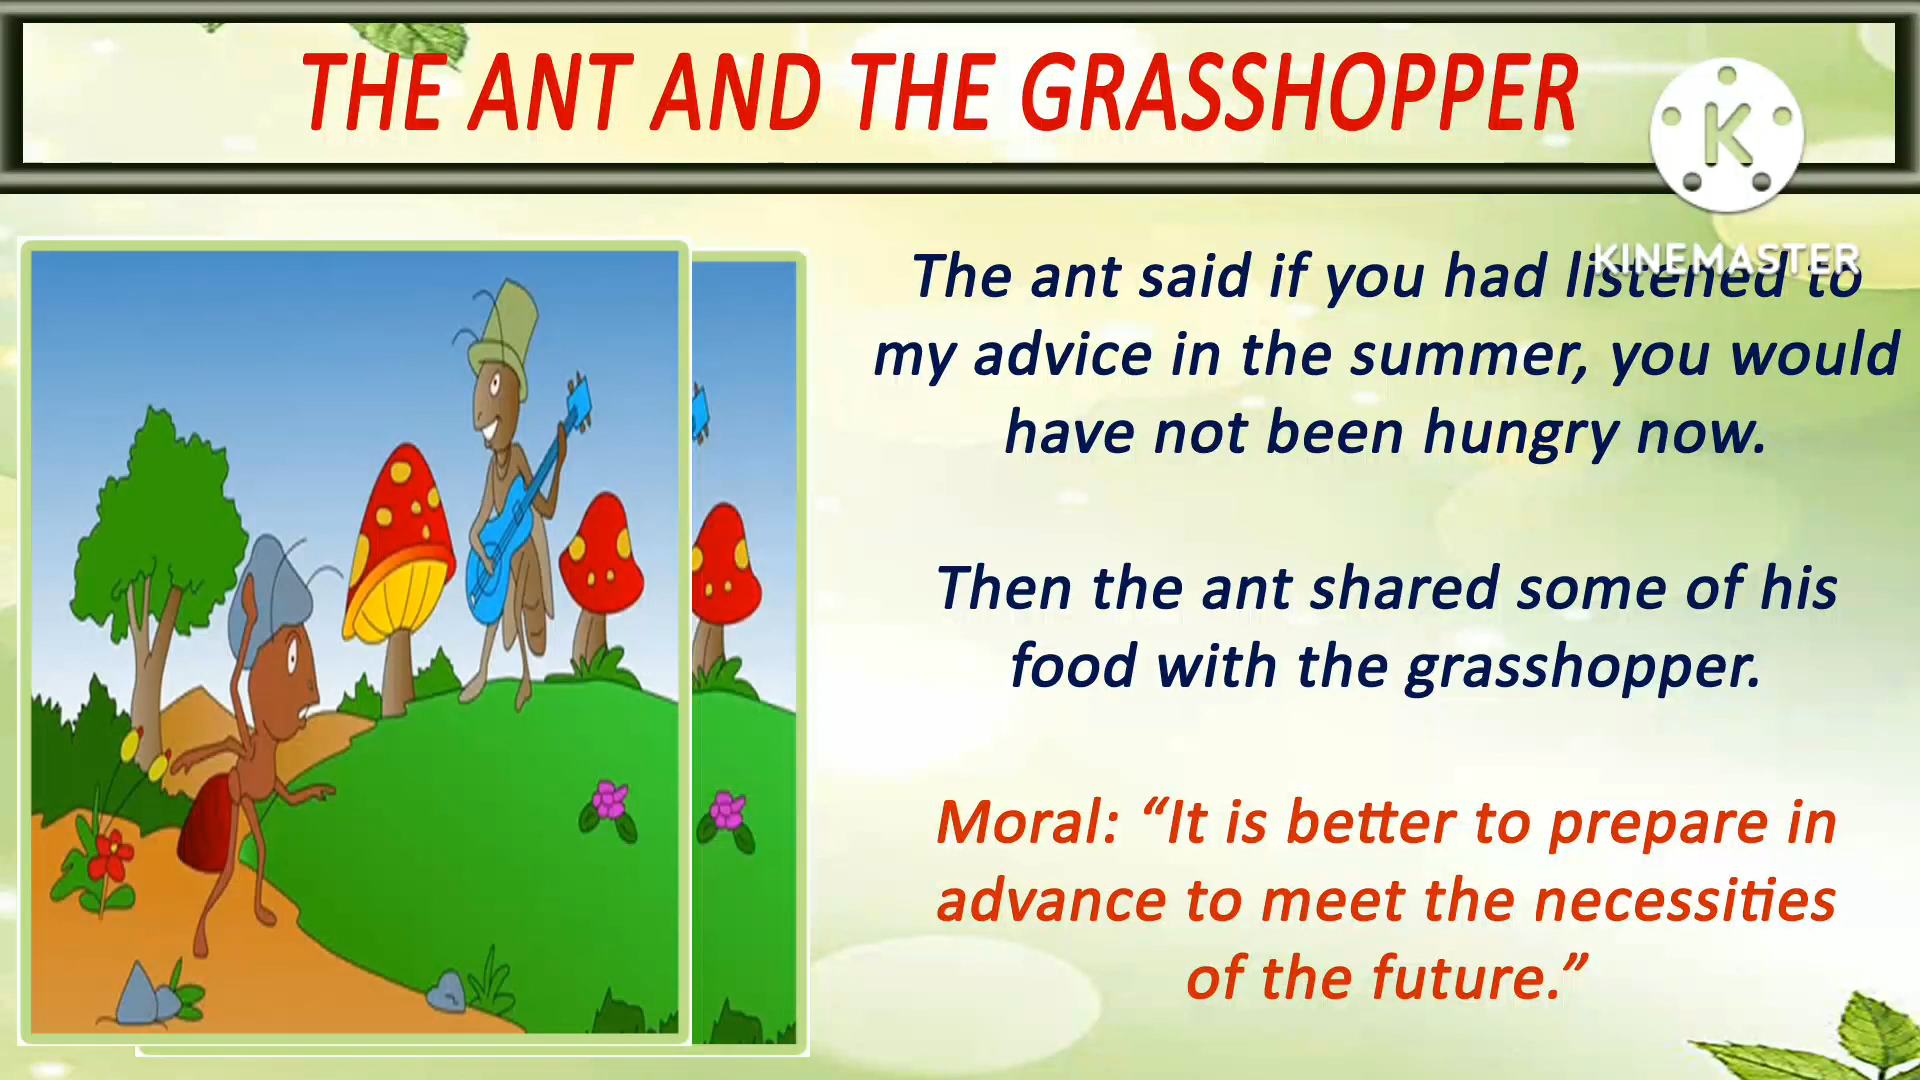 THE ANT AND THE GRASSHOPPER
K
KINEMASTER
The ant said if you had listened to
my advice in the summer, you would
have not been hungry now.
Then the ant shared some of his
food with the grasshopper.
Moral: “It is better to prepare in
advance to meet the necessities
of the future.”